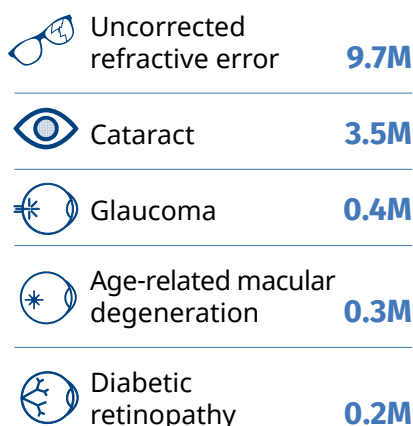 Uncorrected
refractive error 9.7M
Cataract 3.5M
Glaucoma 0.4M
Age-related macular
degeneration 0.3M
Diabetic
retinopathy 0.2M